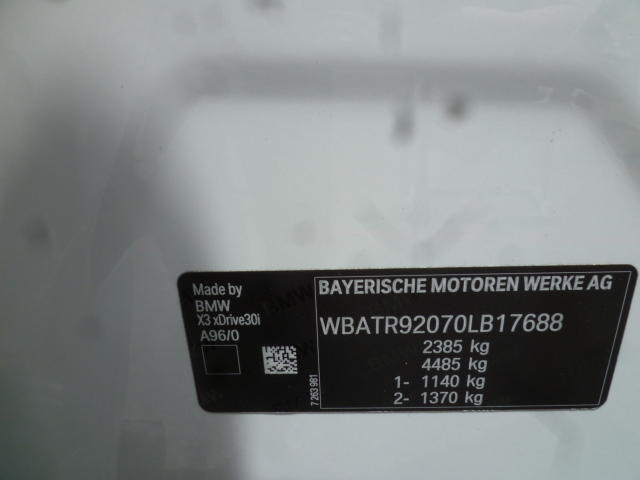 Made by
BMW
X3 xDrive30i
A96/0
7 263 981
BAYERISCHE MOTOREN WERKE AG
WBATR92070LB17688
2385 kg
4485 kg
1- 1140 kg
2- 1370 kg